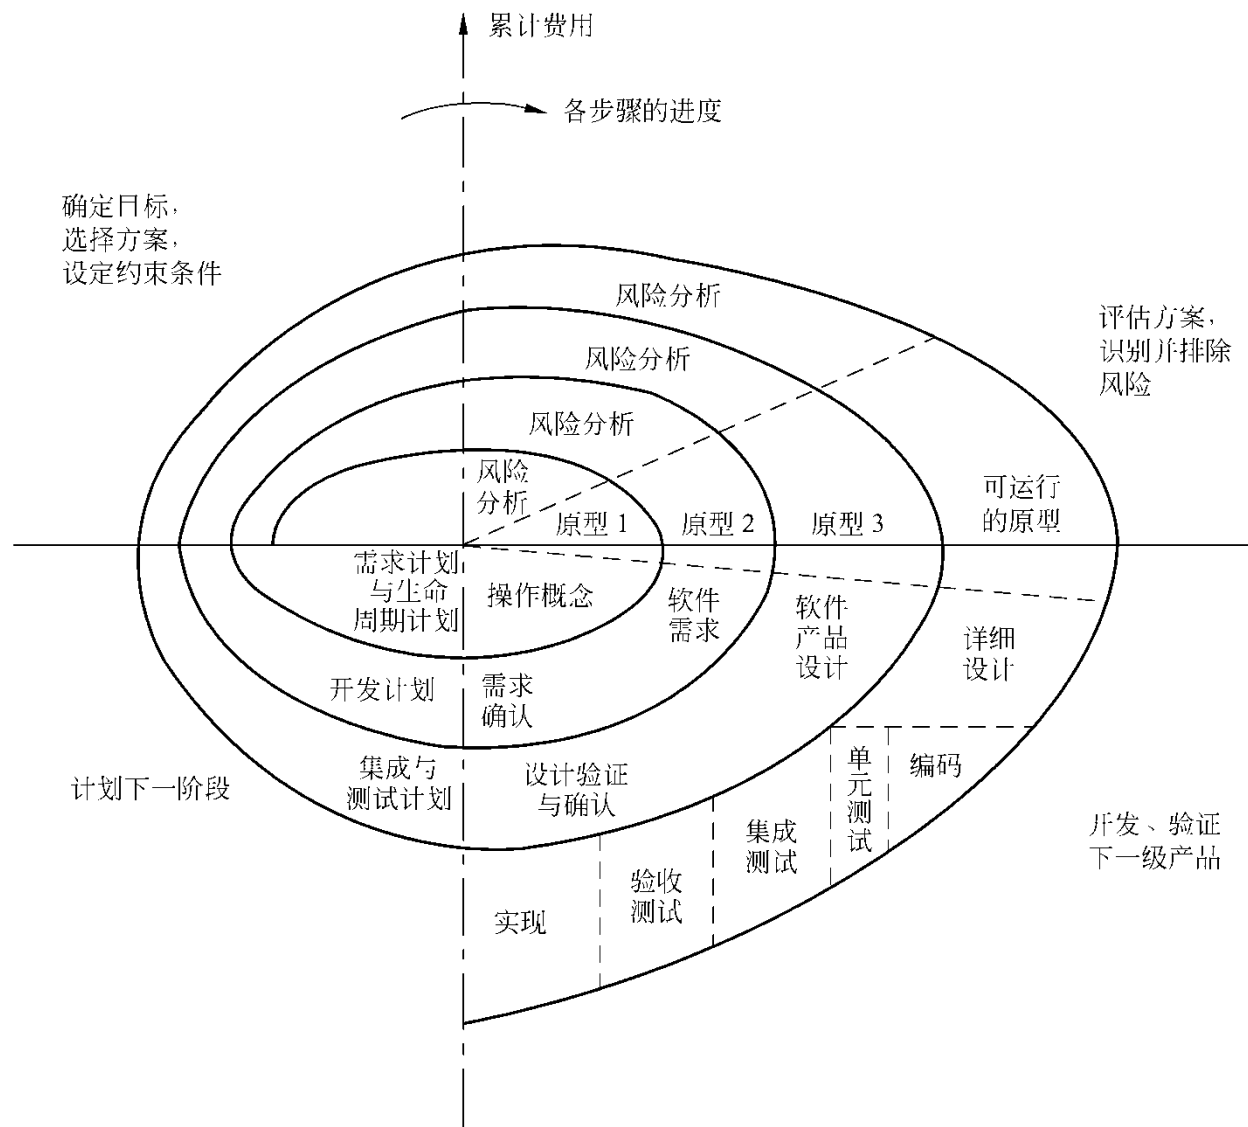 累计费用
各步骤的进度
确定目标，
选择方案，
设定约束条件
评估方案，
识别并排除
风险
风险分析
风险分析
风险分析
风险
分析
原型 1
原型 2
原型 3
可运行
的原型
需求计划
与生命
周期计划
操作概念
软件
需求
软件
产品
设计
详细
设计
开发计划
需求
确认
计划下一阶段
集成与
测试计划
设计验证
与确认
单
元
测
试
编码
集成
测试
验收
测试
实现
开发、验证
下一级产品